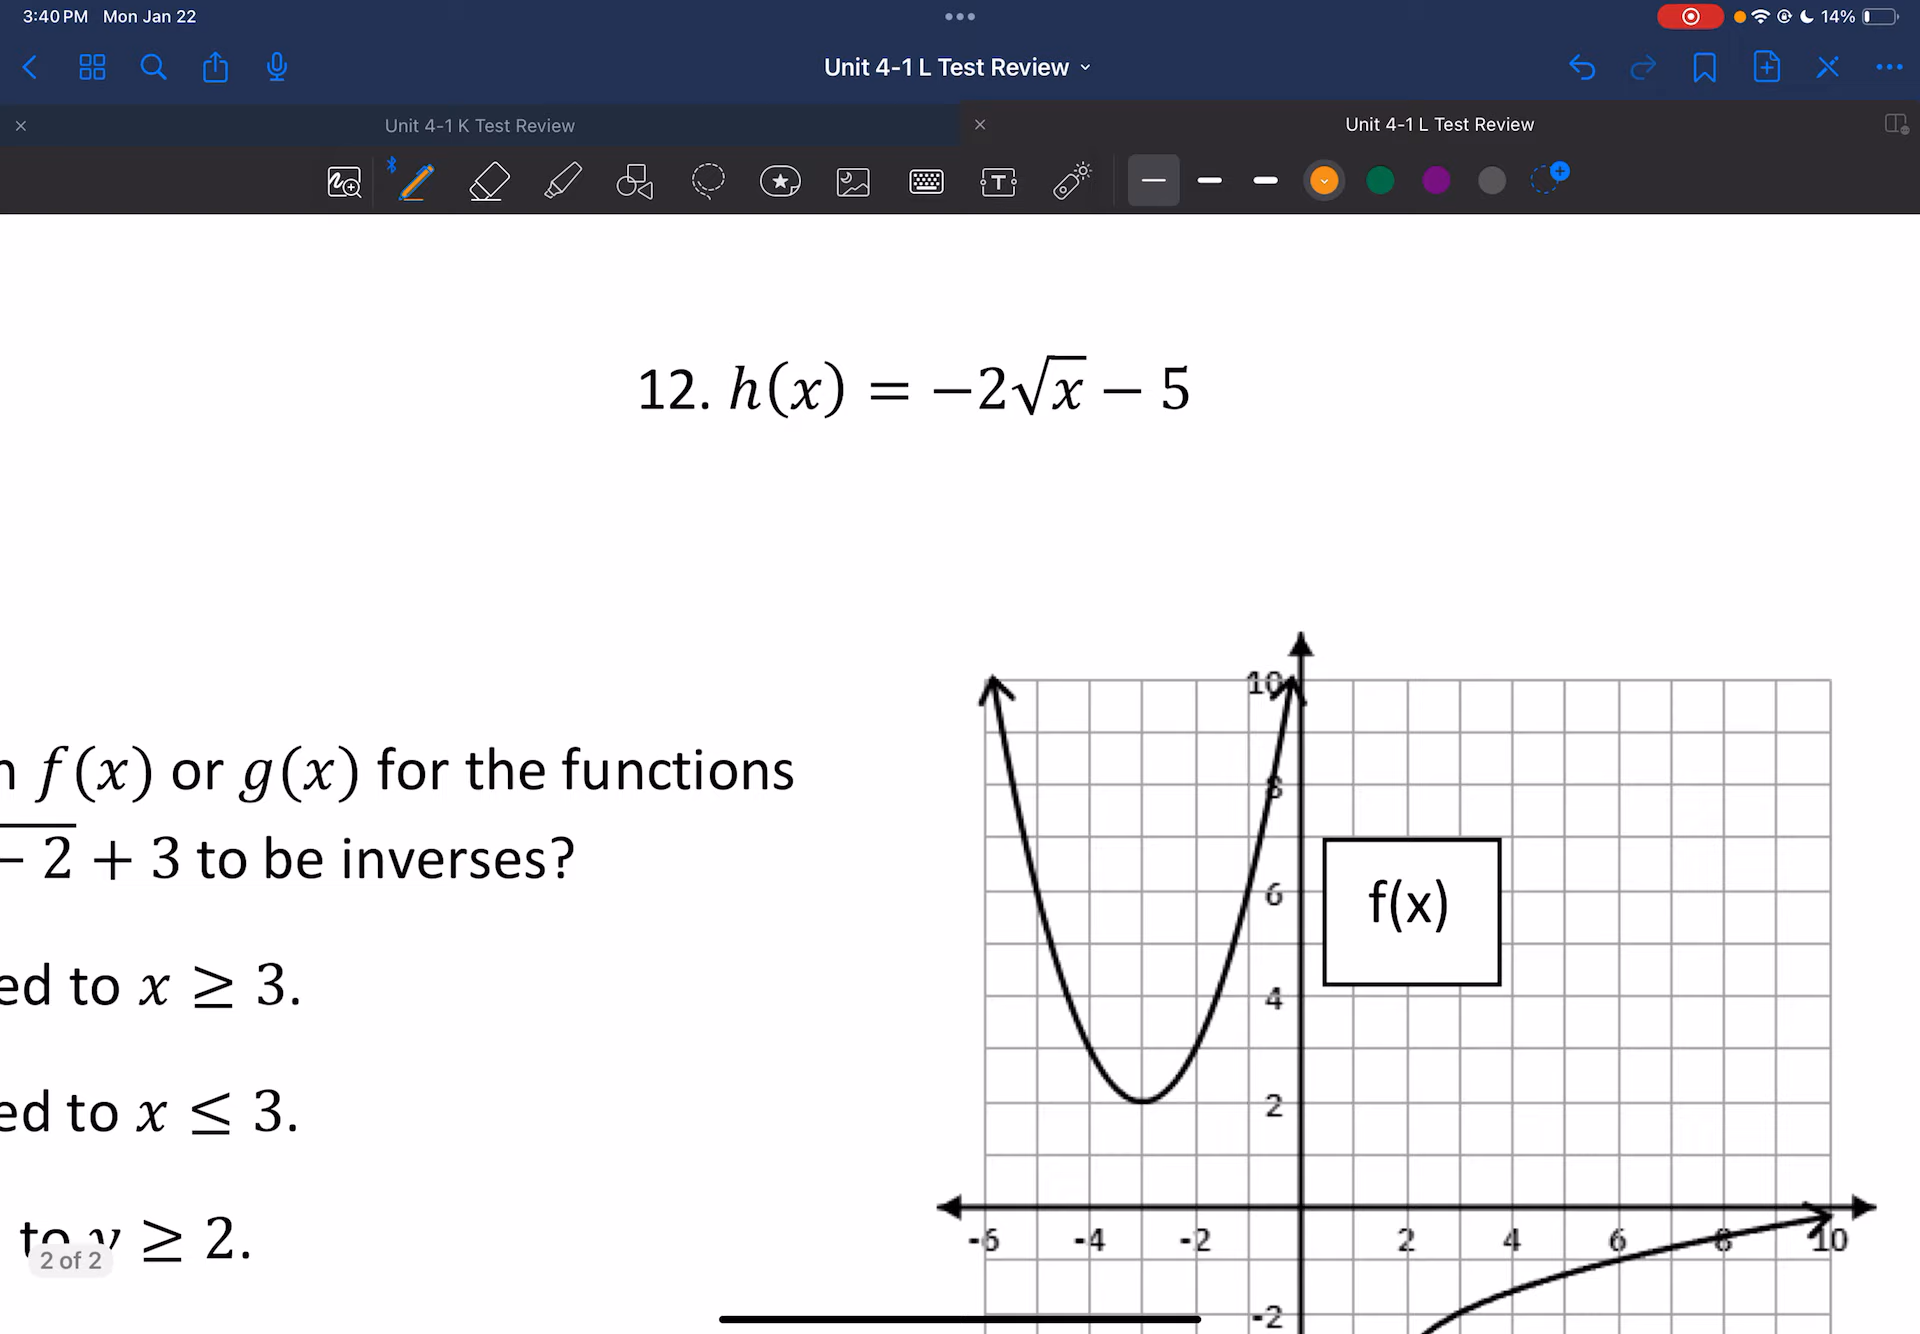 3:40 PM Mon Jan 22
14%
Unit 4-1 L Test Review
Unit 4-1 K Test Review
Unit 4-1 L Test Review
T
12. h(x) = −2√x − 5
f(x) or g(x) for the functions
− 2 + 3 to be inverses?
ed to x ≥ 3.
ed to x ≤ 3.
to y ≥ 2.
2 of 2
10
8
6
4
2
f(x)
-6 -4 -2 2 4 6 8 10
-2